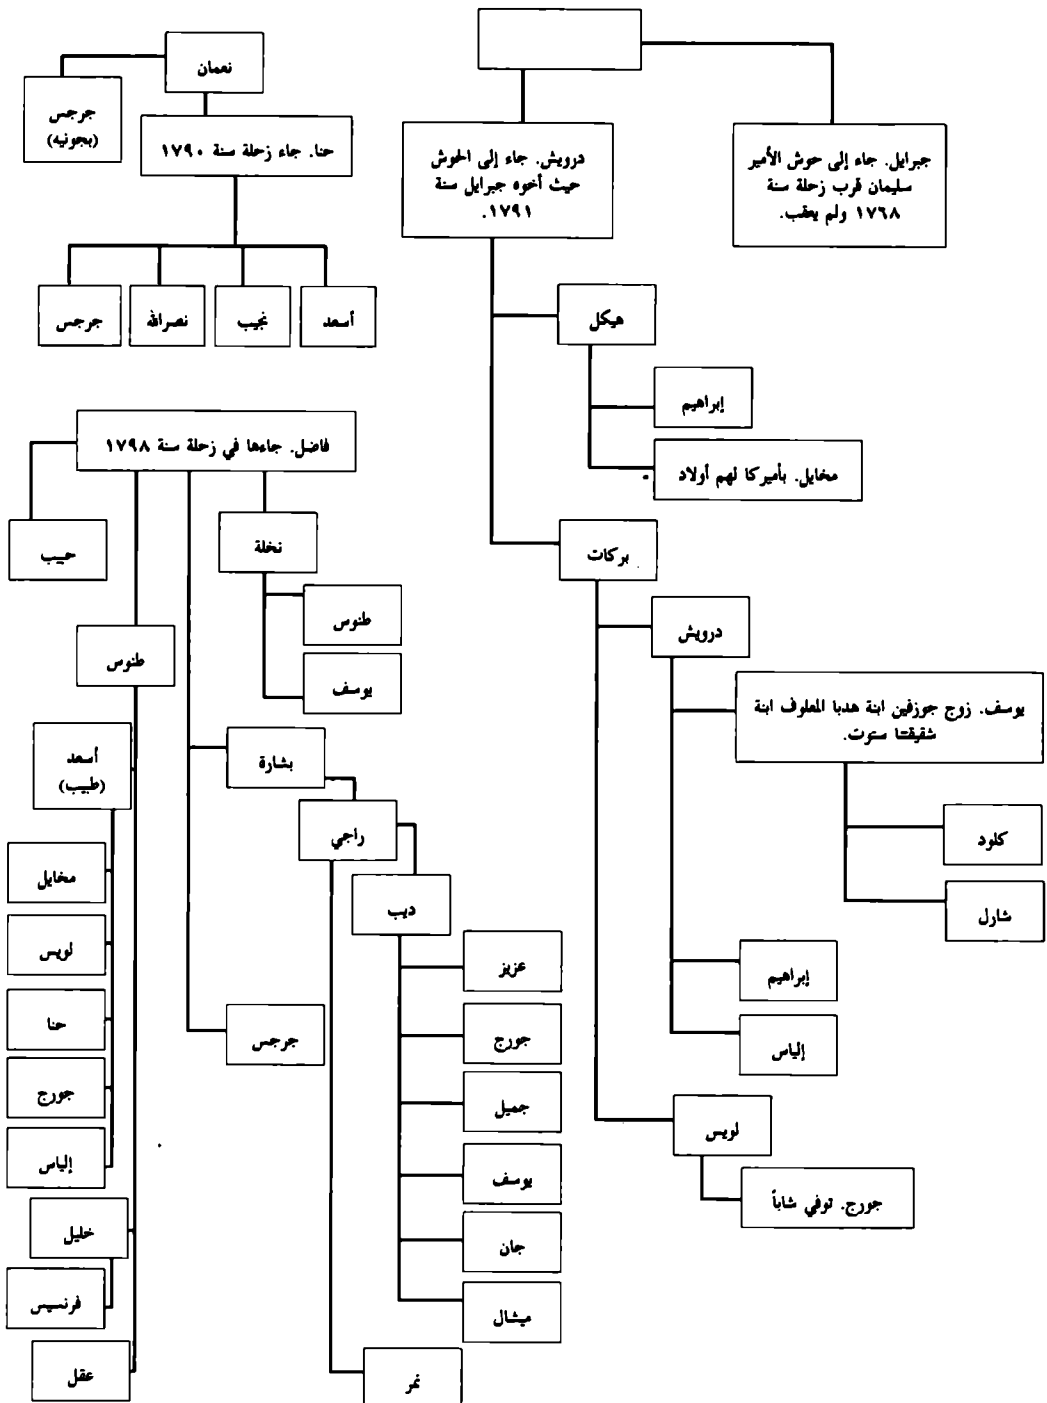 جبرايل. جاء إلى حوش الأمير
سليمان قرب زحلة سنة
١٧٦٨ ولم يعقب.
درويش. جاء إلى الحوش
حيث أخوه جبرايل سنة
١٧٩١.
هيكل
إبراهيم
مخايل. بأميركا لهم أولاد
بركات
درويش
يوسف. زوج جوزفين ابنة هدبا المعلوف ابنة
شقيقتنا ستوت.
كلود
شارل
إبراهيم
إلياس
لويس
جورج. توفي شاباً
نعمان
جرجس
(بجونيه)
حنا. جاء زحلة سنة ١٧٩٠
أسعد
نجيب
نصرالله
جرجس
فاضل. جاءها في زحلة سنة ١٧٩٨
حبيب
نخلة
طنوس
يوسف
بشارة
راجي
ديب
عزيز
جورج
جميل
يوسف
جان
ميشال
نمر
جرجس
طنوس
أسعد
(طبيب)
مخايل
لويس
حنا
جورج
إلياس
خليل
فرنسيس
عقل